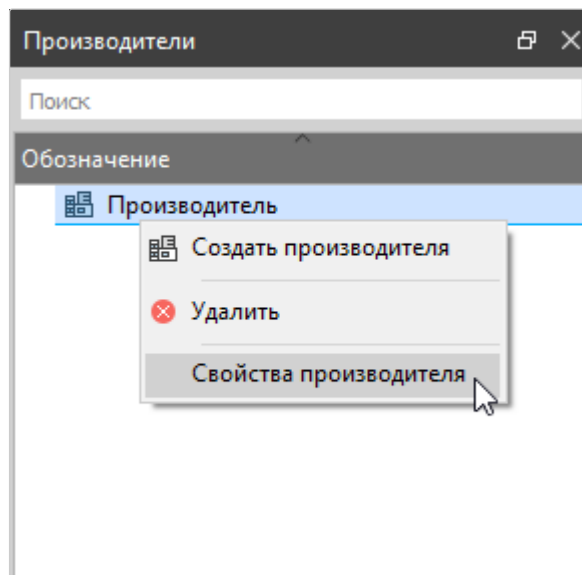 Производители
Поиск
Обозначение
Производитель
Создать производителя
Удалить
Свойства производителя